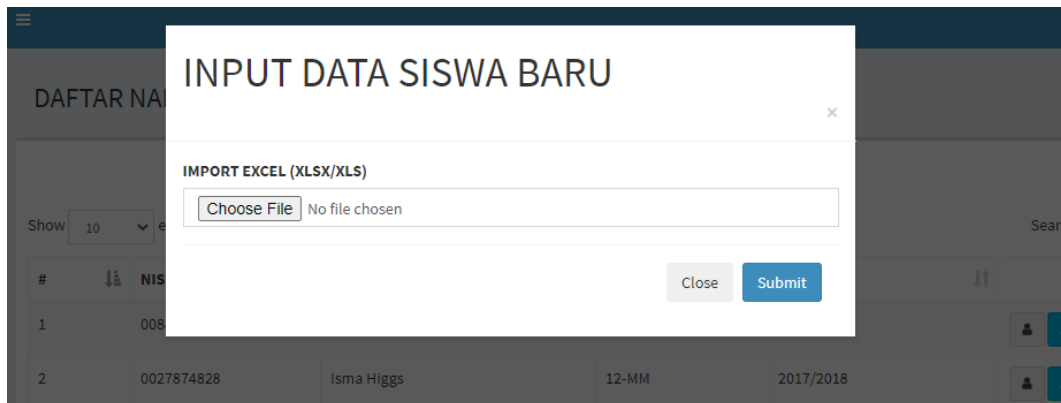 INPUT DATA SISWA BARU
DAFTAR NA
×
IMPORT EXCEL (XLSX/XLS)
Choose File No file chosen
Show 10
Sear
Close Submit
# NIS
1 008
2 0027874828 Isma Higgs 12-MM 2017/2018